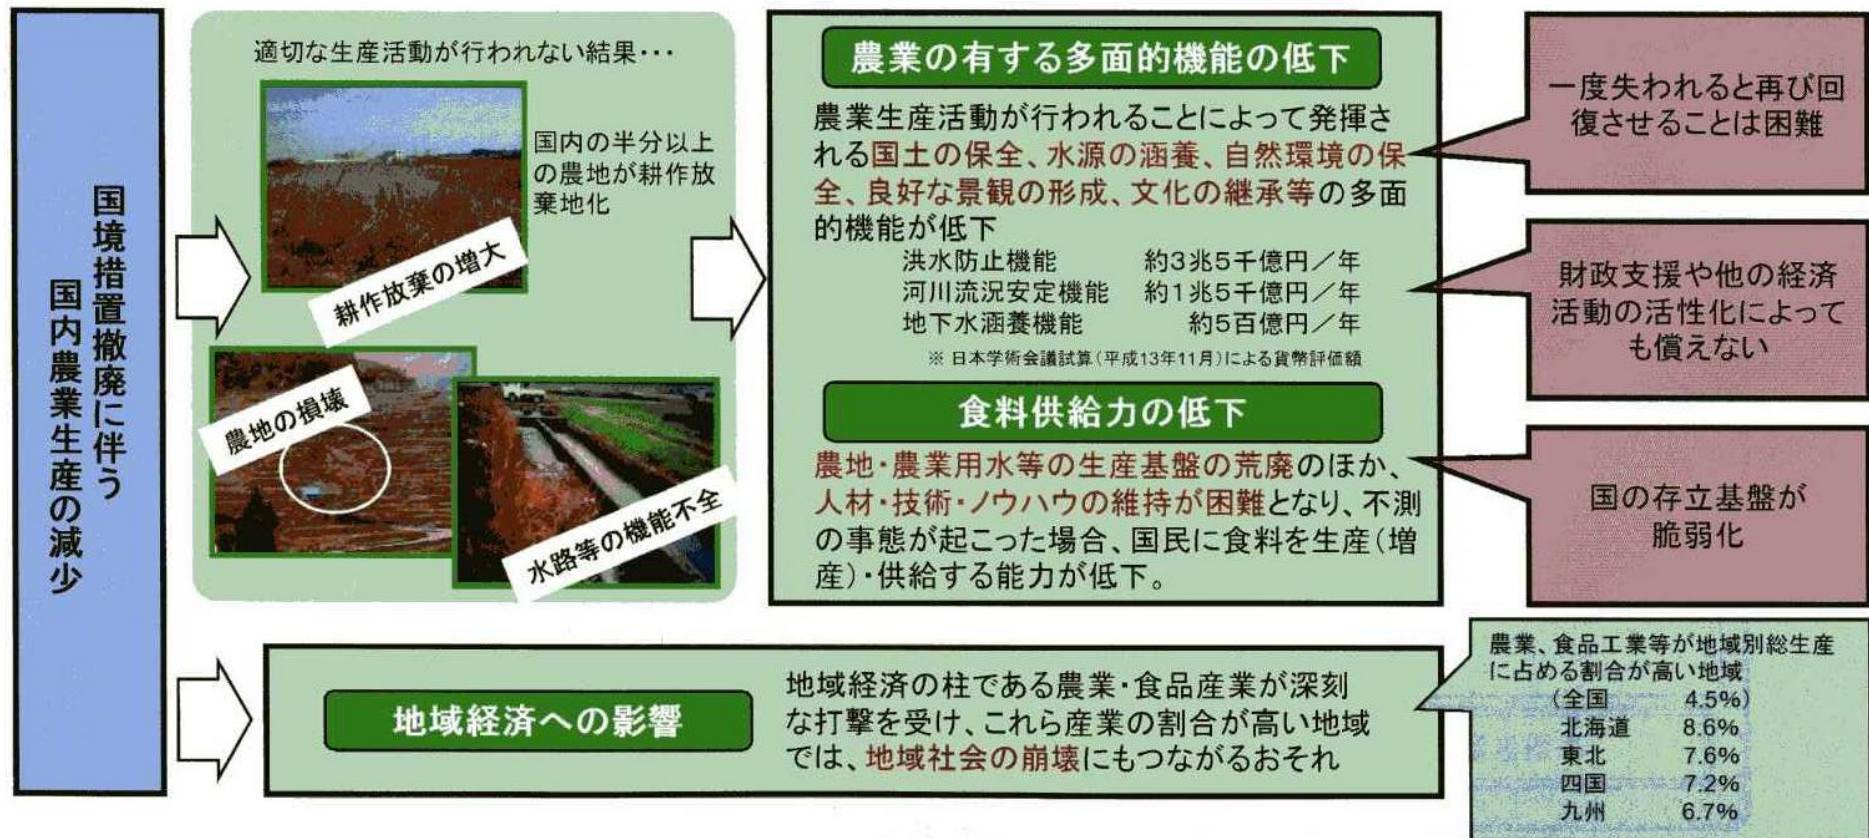 国境措置撤廃に伴う
国内農業生産の減少
適切な生産活動が行われない結果・・・
国内の半分以上
の農地が耕作放
棄地化
耕作放棄の増大
農地の損壊
水路等の機能不全
農業の有する多面的機能の低下
農業生産活動が行われることによって発揮さ
れる国土の保全、水源の涵養、自然環境の保
全、良好な景観の形成、文化の継承等の多面
的機能が低下
洪水防止機能 約3兆5千億円／年
河川流況安定機能 約1兆5千億円／年
地下水涵養機能 約5百億円／年
※ 日本学術会議試算(平成13年11月)による貨幣評価額
食料供給力の低下
農地・農業用水等の生産基盤の荒廃のほか、
人材・技術・ノウハウの維持が困難となり、不測
の事態が起こった場合、国民に食料を生産(増
産)・供給する能力が低下。
一度失われると再び回
復させることは困難
財政支援や他の経済
活動の活性化によって
も償えない
国の存立基盤が
脆弱化
地域経済への影響
地域経済の柱である農業・食品産業が深刻
な打撃を受け、これら産業の割合が高い地域
では、地域社会の崩壊にもつながるおそれ
農業、食品工業等が地域別総生産
に占める割合が高い地域
(全国 4.5%)
北海道 8.6%
東北 7.6%
四国 7.2%
九州 6.7%